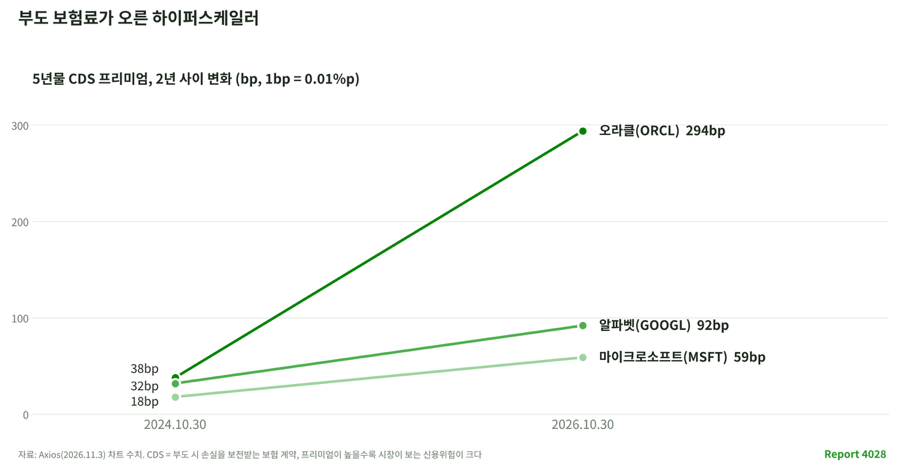 부도 보험료가 오른 하이퍼스케일러
5년물 CDS 프리미엄, 2년 사이 변화 (bp, 1bp = 0.01%p)
300
오라클(ORCL) 294bp
200
100
알파벳(GOOGL) 92bp
마이크로소프트(MSFT) 59bp
38bp
32bp
18bp
0
2024.10.30
2026.10.30
자료: Axios(2026.11.3) 차트 수치. CDS = 부도 시 손실을 보전받는 보험 계약, 프리미엄이 높을수록 시장이 보는 신용위험이 크다
Report 4028